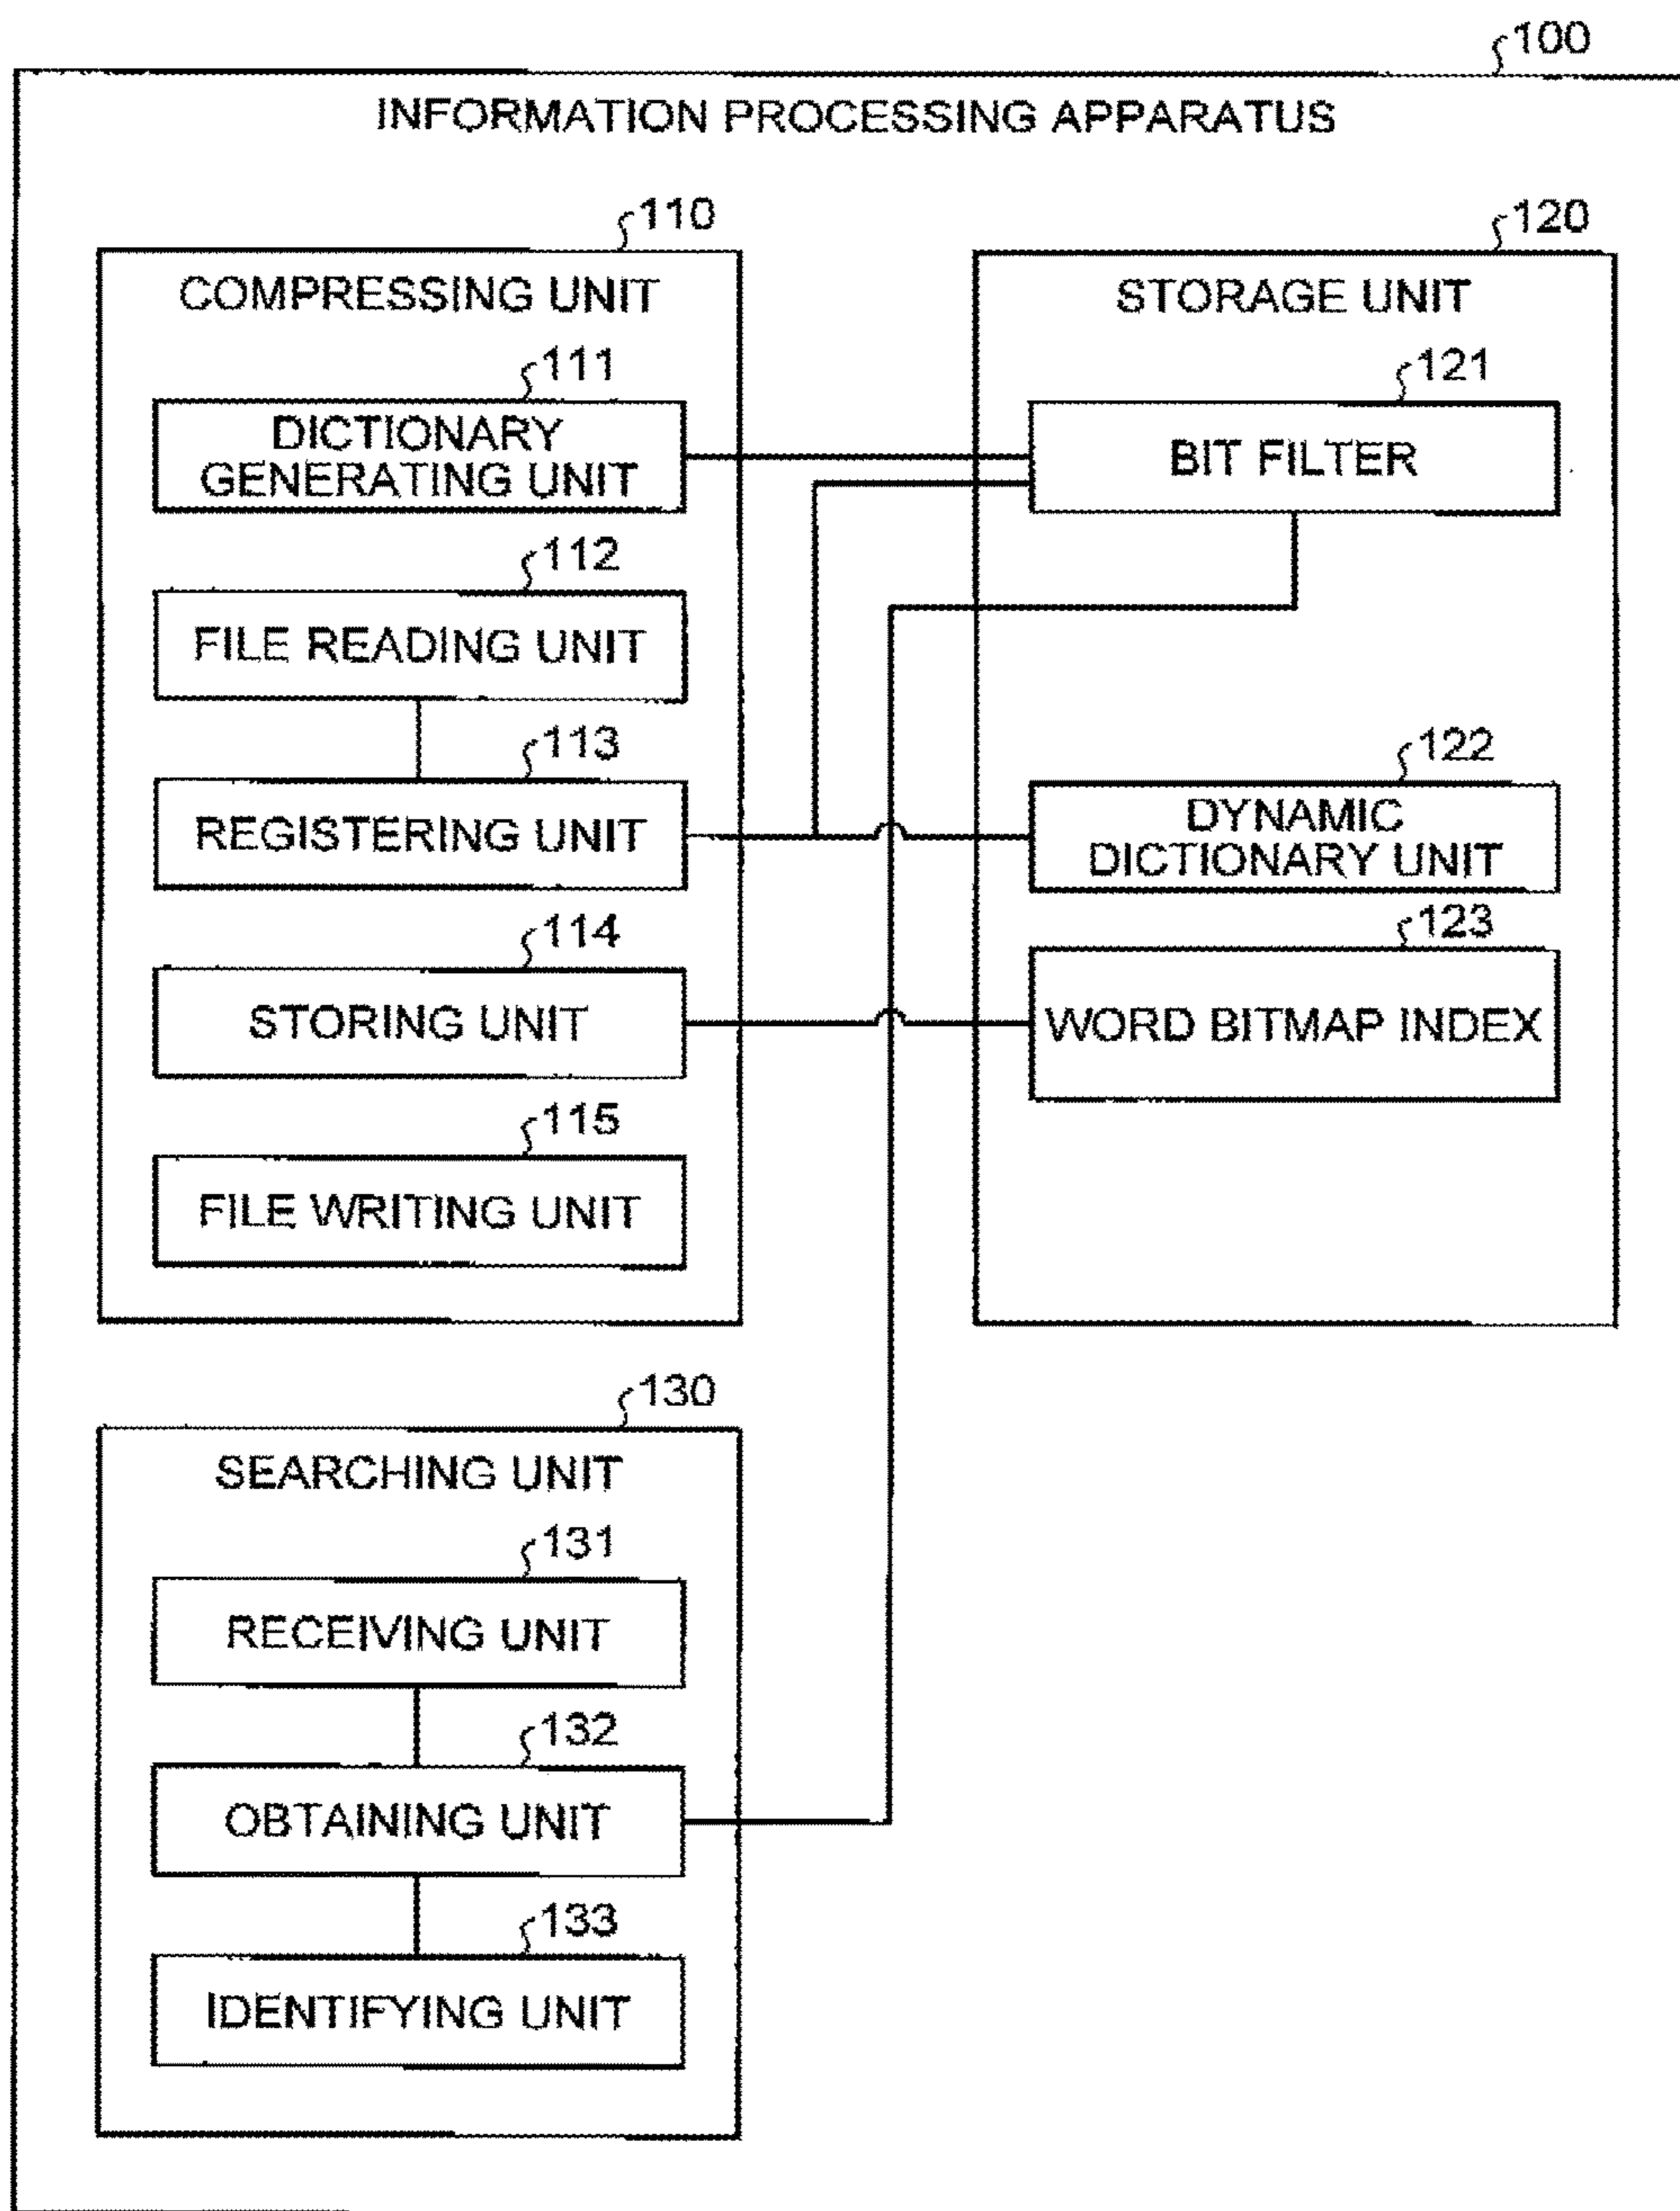 100
INFORMATION PROCESSING APPARATUS
110
COMPRESSING UNIT
111
DICTIONARY
GENERATING UNIT
112
FILE READING UNIT
113
REGISTERING UNIT
114
STORING UNIT
115
FILE WRITING UNIT
120
STORAGE UNIT
121
BIT FILTER
122
DYNAMIC
DICTIONARY UNIT
123
WORD BITMAP INDEX
130
SEARCHING UNIT
131
RECEIVING UNIT
132
OBTAINING UNIT
133
IDENTIFYING UNIT